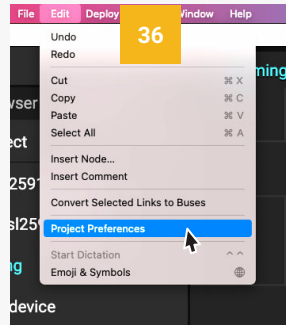 File Edit Deploy Window Help
36
Undo
Redo
Cut ⌘ X
Copy ⌘ C
Paste ⌘ V
Select All ⌘ A
Insert Node...
Insert Comment
Convert Selected Links to Buses
Project Preferences
Start Dictation
Emoji & Symbols
device